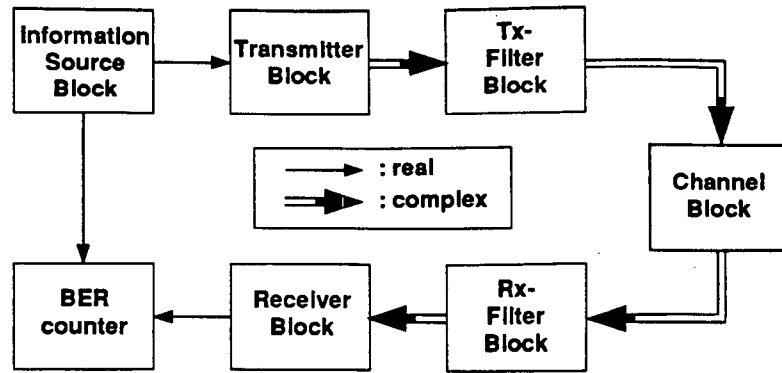 Information
Source
Block
Transmitter
Block
Tx-
Filter
Block
: real
: complex
Channel
Block
BER
counter
Receiver
Block
Rx-
Filter
Block